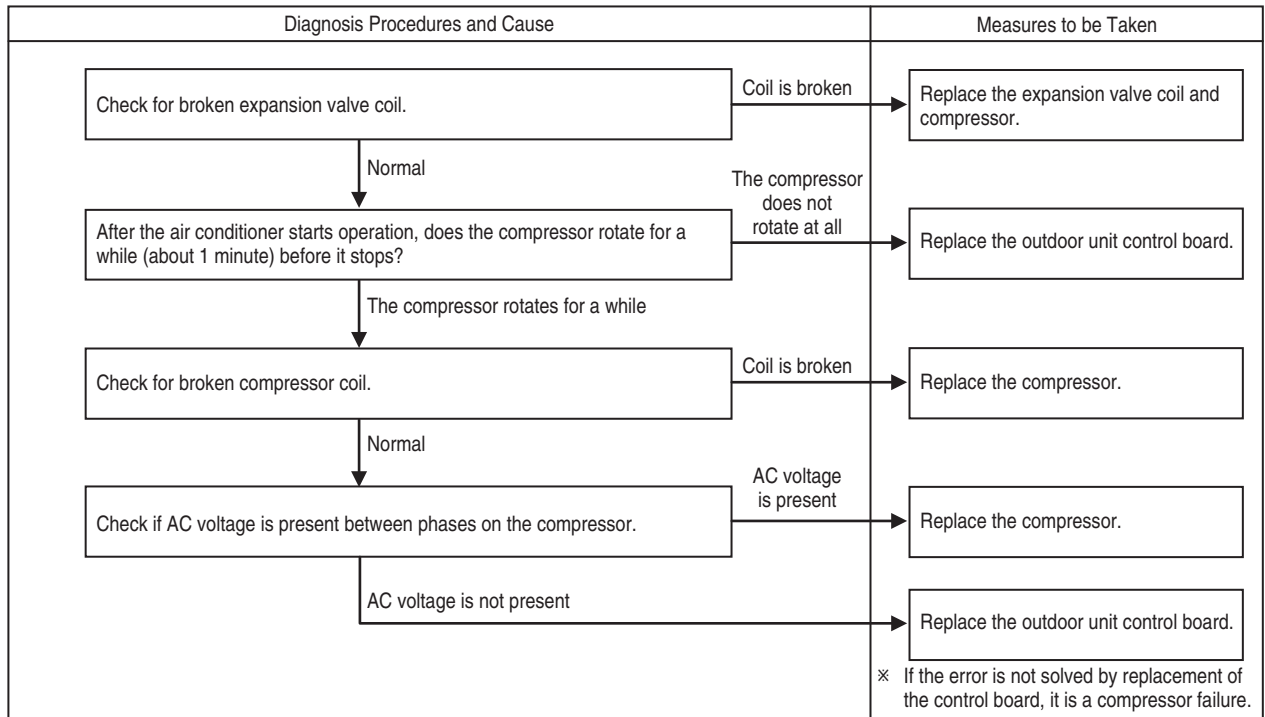 Diagnosis Procedures and Cause
Measures to be Taken
Check for broken expansion valve coil.
Coil is broken
Replace the expansion valve coil and
compressor.
Normal
After the air conditioner starts operation, does the compressor rotate for a
while (about 1 minute) before it stops?
The compressor
does not
rotate at all
Replace the outdoor unit control board.
The compressor rotates for a while
Check for broken compressor coil.
Coil is broken
Replace the compressor.
Normal
Check if AC voltage is present between phases on the compressor.
AC voltage
is present
Replace the compressor.
AC voltage is not present
Replace the outdoor unit control board.
※ If the error is not solved by replacement of
the control board, it is a compressor failure.